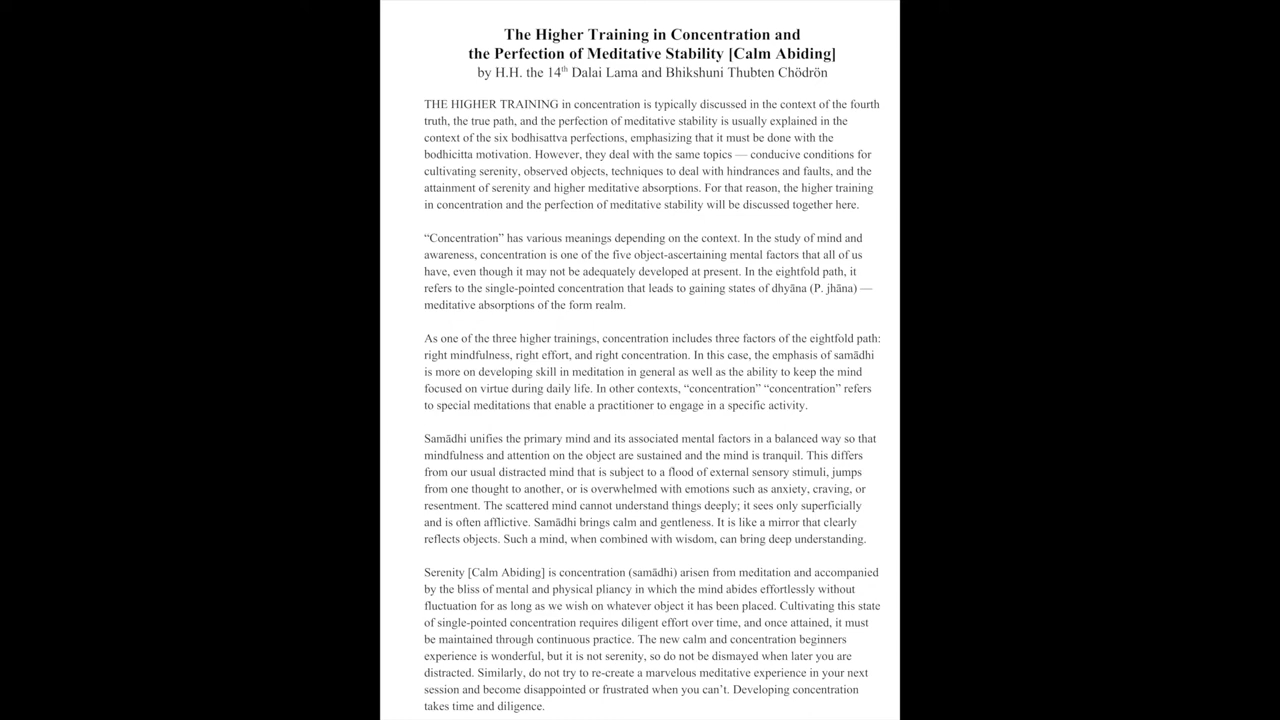 The Higher Training in Concentration and
the Perfection of Meditative Stability [Calm Abiding]
by H.H. the 14th Dalai Lama and Bhikshuni Thubten Chödrön
THE HIGHER TRAINING in concentration is typically discussed in the context of the fourth
truth, the true path, and the perfection of meditative stability is usually explained in the
context of the six bodhisattva perfections, emphasizing that it must be done with the
bodhicitta motivation. However, they deal with the same topics — conducive conditions for
cultivating serenity, observed objects, techniques to deal with hindrances and faults, and the
attainment of serenity and higher meditative absorptions. For that reason, the higher training
in concentration and the perfection of meditative stability will be discussed together here.
“Concentration” has various meanings depending on the context. In the study of mind and
awareness, concentration is one of the five object-ascertaining mental factors that all of us
have, even though it may not be adequately developed at present. In the eightfold path, it
refers to the single-pointed concentration that leads to gaining states of dhyāna (P. jhāna) —
meditative absorptions of the form realm.
As one of the three higher trainings, concentration includes three factors of the eightfold path:
right mindfulness, right effort, and right concentration. In this case, the emphasis of samādhi
is more on developing skill in meditation in general as well as the ability to keep the mind
focused on virtue during daily life. In other contexts, “concentration” “concentration” refers
to special meditations that enable a practitioner to engage in a specific activity.
Samādhi unifies the primary mind and its associated mental factors in a balanced way so that
mindfulness and attention on the object are sustained and the mind is tranquil. This differs
from our usual distracted mind that is subject to a flood of external sensory stimuli, jumps
from one thought to another, or is overwhelmed with emotions such as anxiety, craving, or
resentment. The scattered mind cannot understand things deeply; it sees only superficially
and is often afflictive. Samādhi brings calm and gentleness. It is like a mirror that clearly
reflects objects. Such a mind, when combined with wisdom, can bring deep understanding.
Serenity [Calm Abiding] is concentration (samādhi) arisen from meditation and accompanied
by the bliss of mental and physical pliancy in which the mind abides effortlessly without
fluctuation for as long as we wish on whatever object it has been placed. Cultivating this state
of single-pointed concentration requires diligent effort over time, and once attained, it must
be maintained through continuous practice. The new calm and concentration beginners
experience is wonderful, but it is not serenity, so do not be dismayed when later you are
distracted. Similarly, do not try to re-create a marvelous meditative experience in your next
session and become disappointed or frustrated when you can’t. Developing concentration
takes time and diligence.